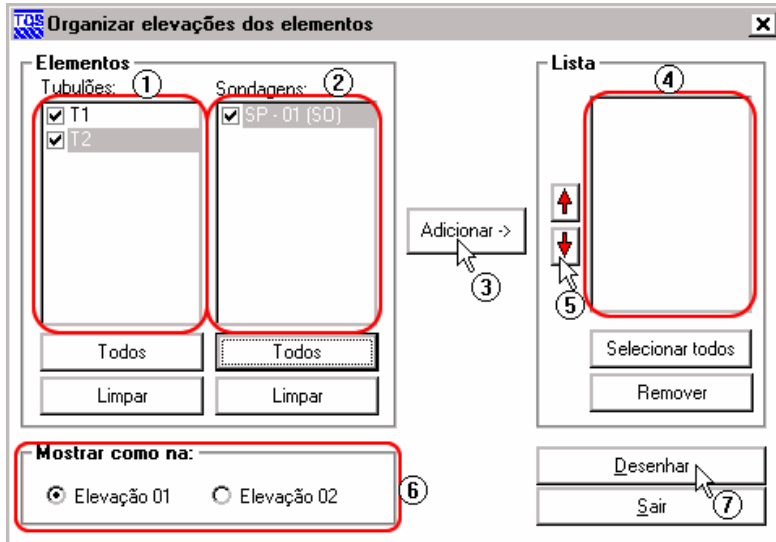 TQS Organizar elevações dos elementos
Elementos
Tubulões: 1
Sondagens: 2
T1
T2
SP - 01 (SO)
Todos
Todos
Limpar
Limpar
Adicionar ->
3
Lista
4
5
Selecionar todos
Remover
Mostrar como na:
Elevação 01
Elevação 02
6
Desenhar
7
Sair